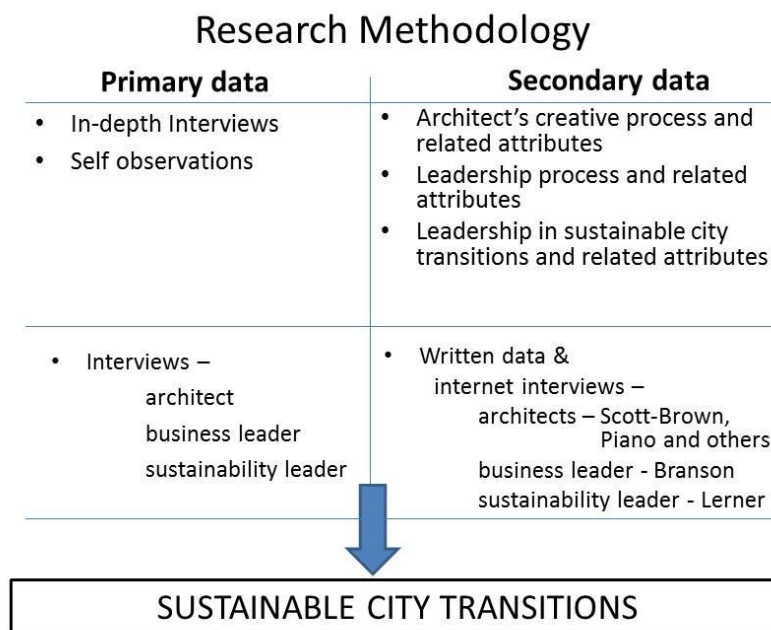 Research Methodology
Primary data
• In-depth Interviews
• Self observations
Secondary data
• Architect's creative process and
related attributes
• Leadership process and related
attributes
• Leadership in sustainable city
transitions and related attributes
• Interviews –
architect
business leader
sustainability leader
• Written data &
internet interviews –
architects – Scott-Brown,
Piano and others
business leader - Branson
sustainability leader - Lerner
SUSTAINABLE CITY TRANSITIONS